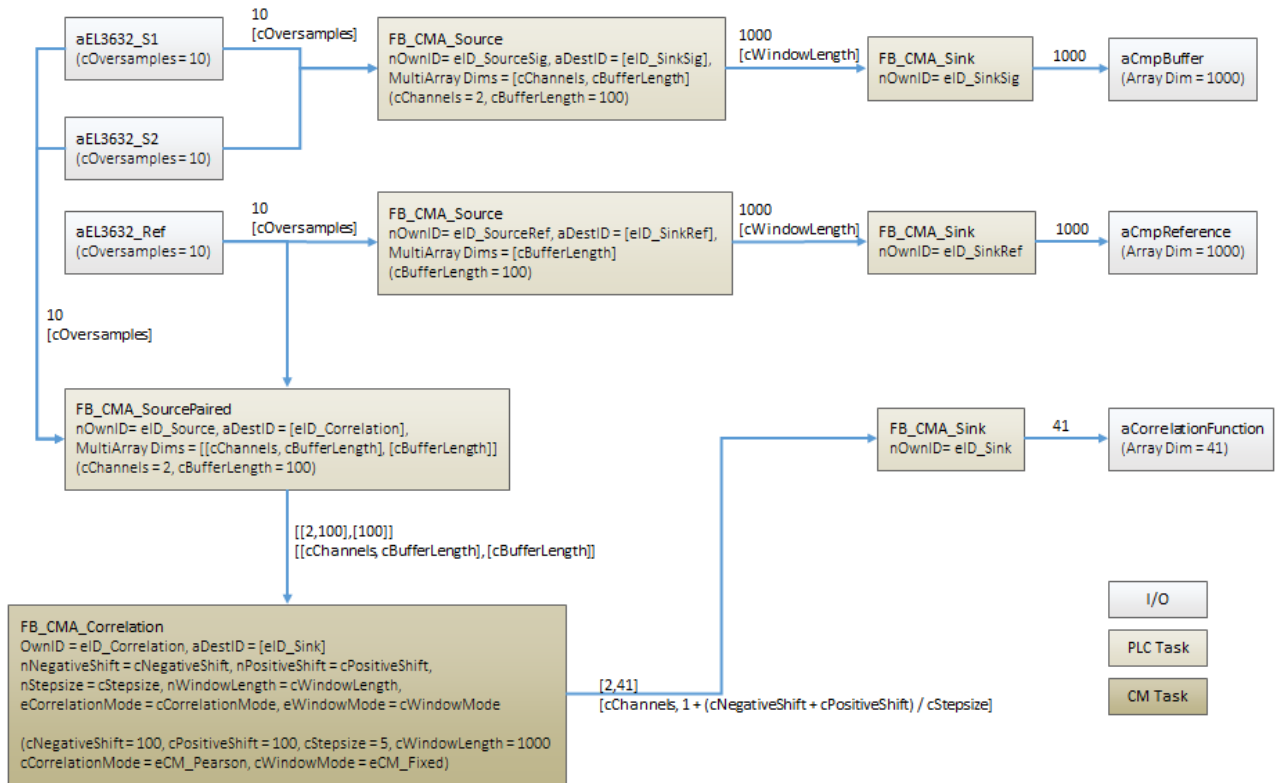 10
[cOversamples]
aEL3632_S1
(cOversamples = 10)
FB_CMA_Source
nOwnID= eID_SourceSig, aDestID = [eID_SinkSig],
MultiArray Dims = [cChannels, cBufferLength]
(cChannels = 2, cBufferLength = 100)
1000
[cWindowLength]
FB_CMA_Sink
nOwnID= eID_SinkSig
1000
aCmpBuffer
(Array Dim = 1000)
aEL3632_S2
(cOversamples = 10)
aEL3632_Ref
(cOversamples = 10)
10
[cOversamples]
FB_CMA_Source
nOwnID= eID_SourceRef, aDestID = [eID_SinkRef],
MultiArray Dims = [cBufferLength]
(cBufferLength = 100)
1000
[cWindowLength]
FB_CMA_Sink
nOwnID= eID_SinkRef
1000
aCmpReference
(Array Dim = 1000)
10
[cOversamples]
FB_CMA_SourcePaired
nOwnID= eID_Source, aDestID = [eID_Correlation],
MultiArray Dims = [[cChannels, cBufferLength], [cBufferLength]]
(cChannels = 2, cBufferLength = 100)
FB_CMA_Sink
nOwnID= eID_Sink
41
aCorrelationFunction
(Array Dim = 41)
[[2,100],[100]]
[[cChannels, cBufferLength], [cBufferLength]]
FB_CMA_Correlation
OwnID = eID_Correlation, aDestID = [eID_Sink]
nNegativeShift = cNegativeShift, nPositiveShift = cPositiveShift,
nStepsize = cStepsize, nWindowLength = cWindowLength,
eCorrelationMode = cCorrelationMode, eWindowMode = cWindowMode
(cNegativeShift = 100, cPositiveShift = 100, cStepsize = 5, cWindowLength = 1000
cCorrelationMode = eCM_Pearson, cWindowMode = eCM_Fixed)
[2,41]
[cChannels, 1 + (cNegativeShift + cPositiveShift) / cStepsize]
I/O
PLC Task
CM Task